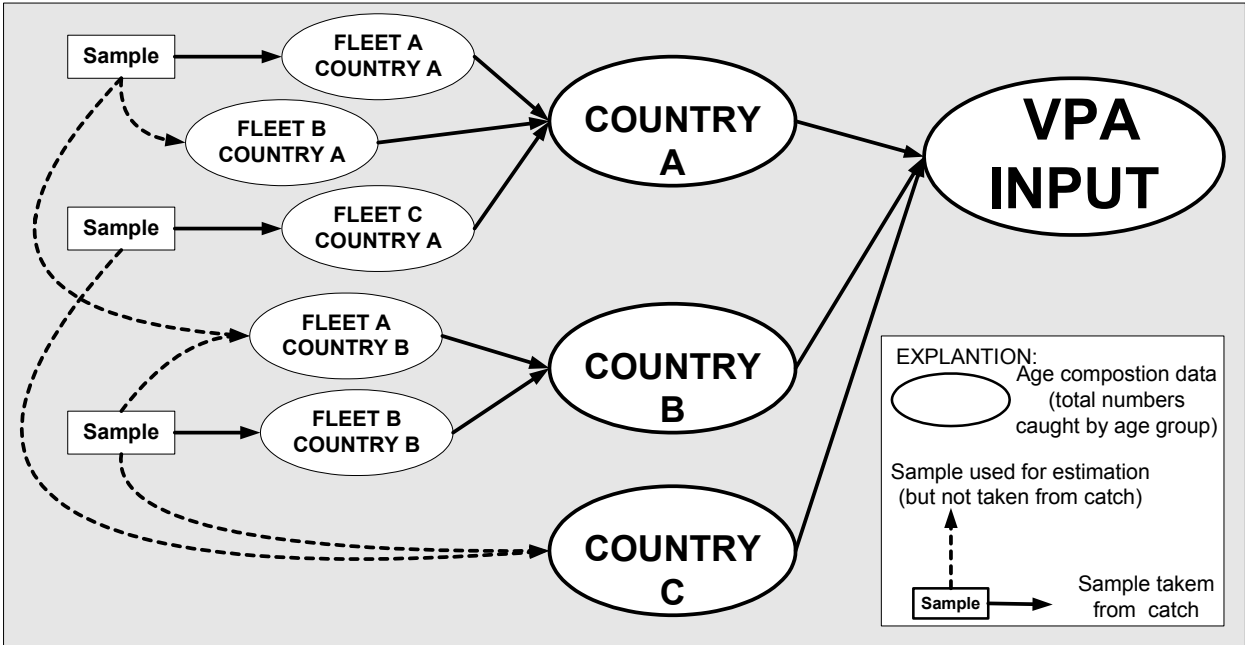 Sample
FLEET A
COUNTRY A
FLEET B
COUNTRY A
Sample
FLEET C
COUNTRY A
FLEET A
COUNTRY B
Sample
FLEET B
COUNTRY B
COUNTRY
A
COUNTRY
B
COUNTRY
C
VPA
INPUT
EXPLANTION:
Age compostion data
(total numbers
caught by age group)
Sample used for estimation
(but not taken from catch)
Sample
Sample takem
from catch